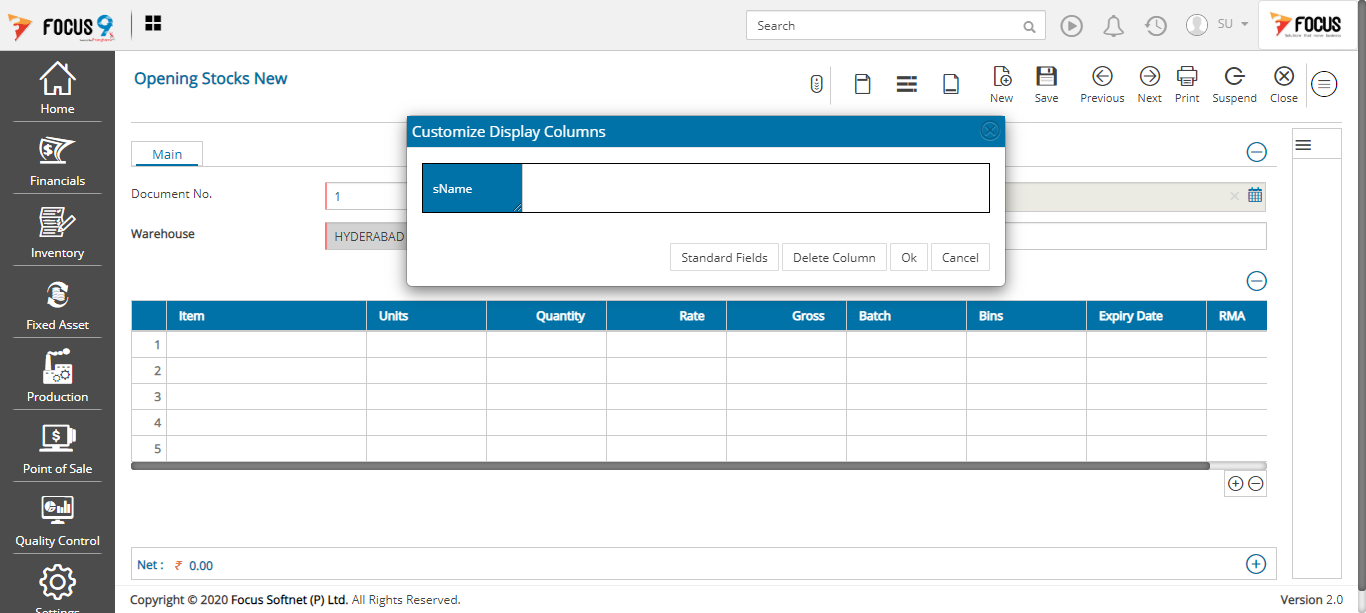 FOCUS 9
Search
SU
FOCUS
Home
Financials
Inventory
Fixed Asset
Production
Point of Sale
Quality Control
Settings
Opening Stocks New
New
Save
Previous
Next
Print
Suspend
Close
Customize Display Columns
sName
Standard Fields
Delete Column
Ok
Cancel
Main
Document No.
1
Warehouse
HYDERABAD
Item Units Quantity Rate Gross Batch Bins Expiry Date RMA
1
2
3
4
5
Net : ₹ 0.00
Copyright © 2020 Focus Softnet (P) Ltd. All Rights Reserved.
Version 2.0